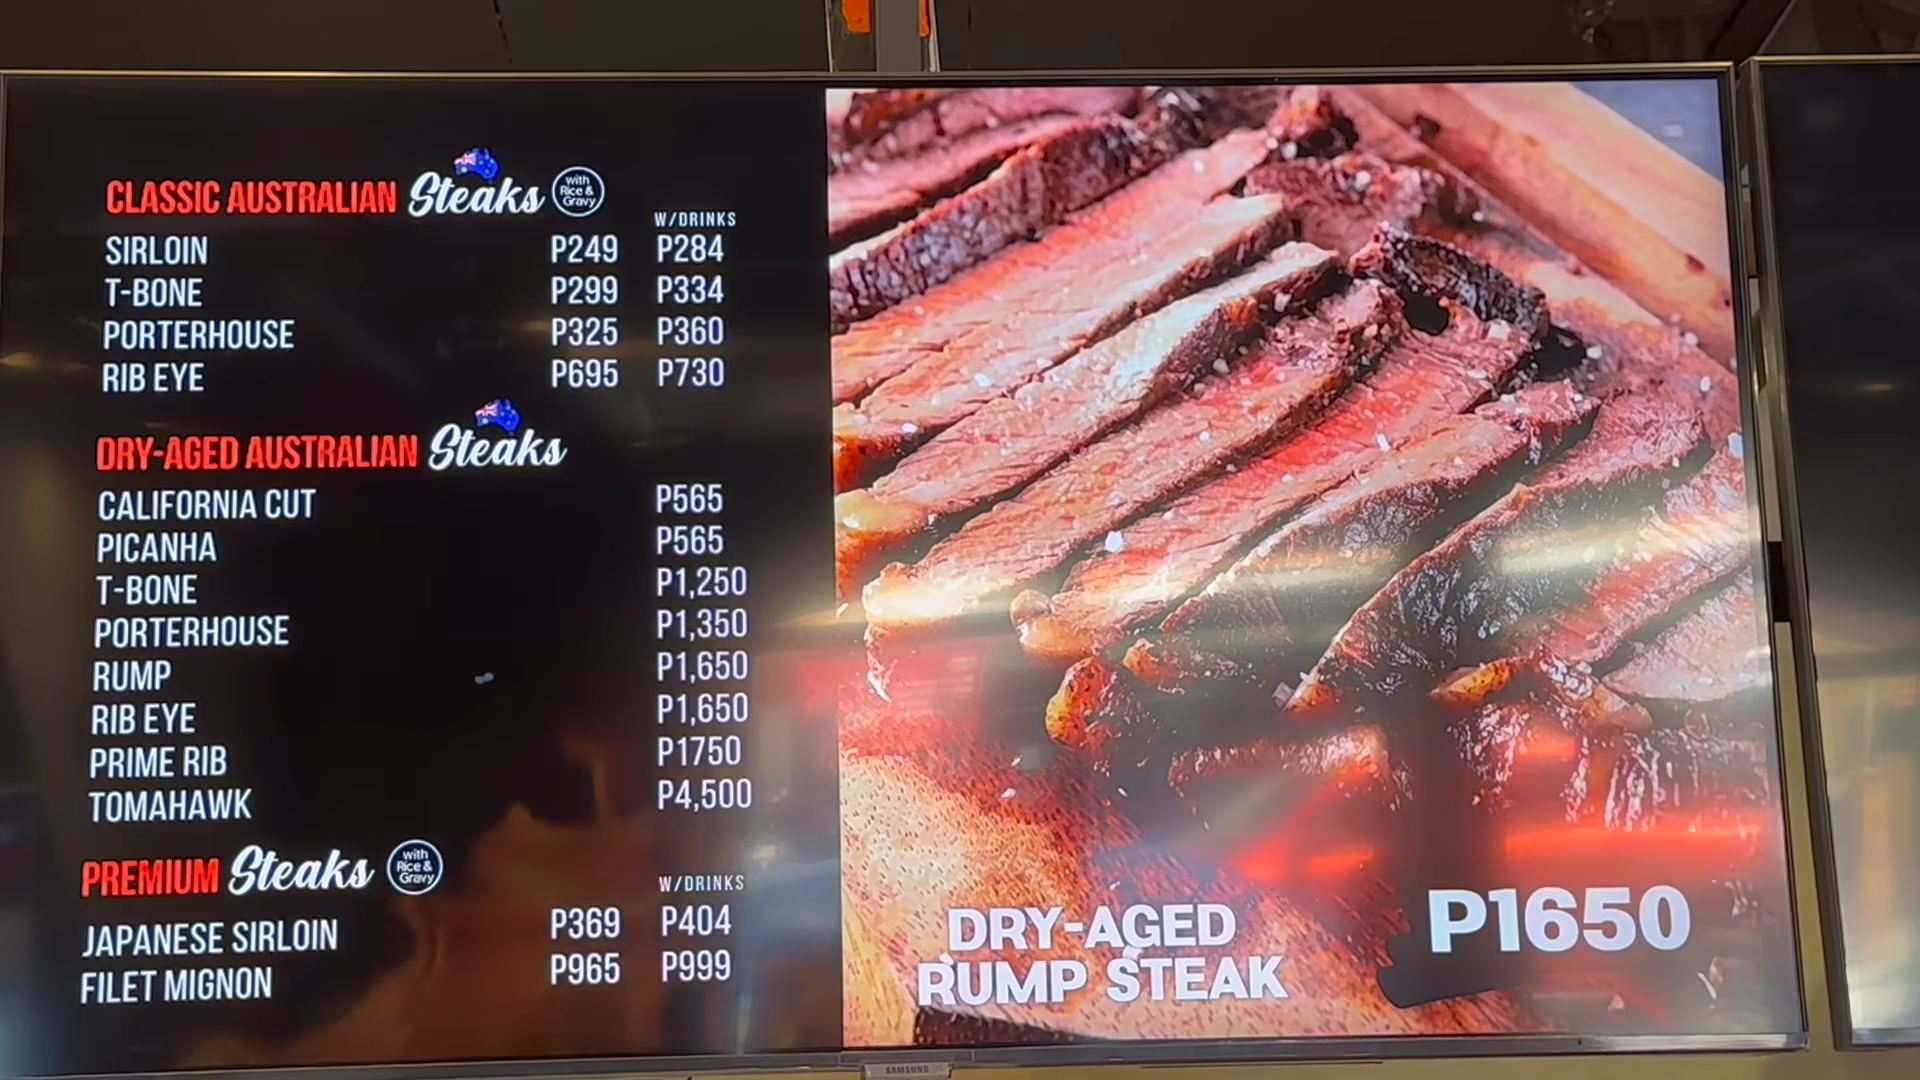 CLASSIC AUSTRALIAN Steaks with Rice & Gravy
W/DRINKS
SIRLOIN P249 P284
T-BONE P299 P334
PORTERHOUSE P325 P360
RIB EYE P695 P730
DRY-AGED AUSTRALIAN Steaks
CALIFORNIA CUT P565
PICANHA P565
T-BONE P1,250
PORTERHOUSE P1,350
RUMP P1,650
RIB EYE P1,650
PRIME RIB P1750
TOMAHAWK P4,500
PREMIUM Steaks with Rice & Gravy
W/DRINKS
JAPANESE SIRLOIN P369 P404
FILET MIGNON P965 P999
DRY-AGED
RUMP STEAK
P1650
SAMSUNG